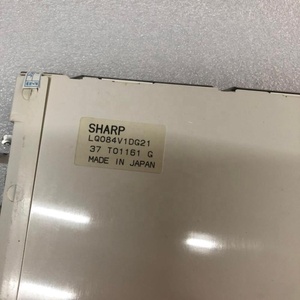 SHARP
LQ084V1DG21
37 T01161 G
MADE IN JAPAN